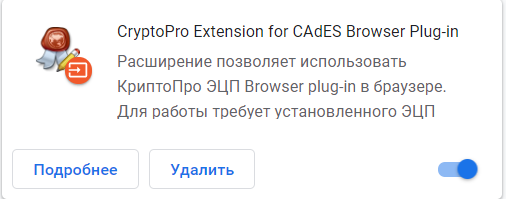 CryptoPro Extension for CAdES Browser Plug-in
Расширение позволяет использовать
КриптоПро ЭЦП Browser plug-in в браузере.
Для работы требует установленного ЭЦП
Подробнее
Удалить